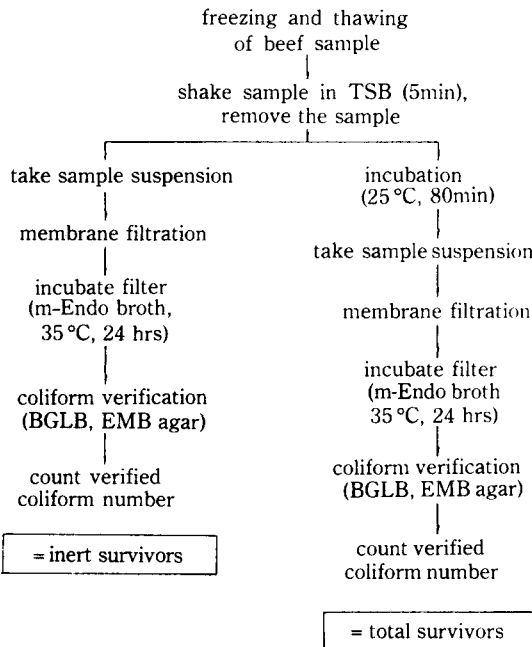 freezing and thawing
of beef sample
shake sample in TSB (5min),
remove the sample
take sample suspension
membrane filtration
incubate filter
(m-Endo broth,
35 °C, 24 hrs)
coliform verification
(BGLB, EMB agar)
count verified
coliform number
= inert survivors
incubation
(25 °C, 80min)
take sample suspension
membrane filtration
incubate filter
(m-Endo broth
35 °C, 24 hrs)
coliform verification
(BGLB, EMB agar)
count verified
coliform number
= total survivors